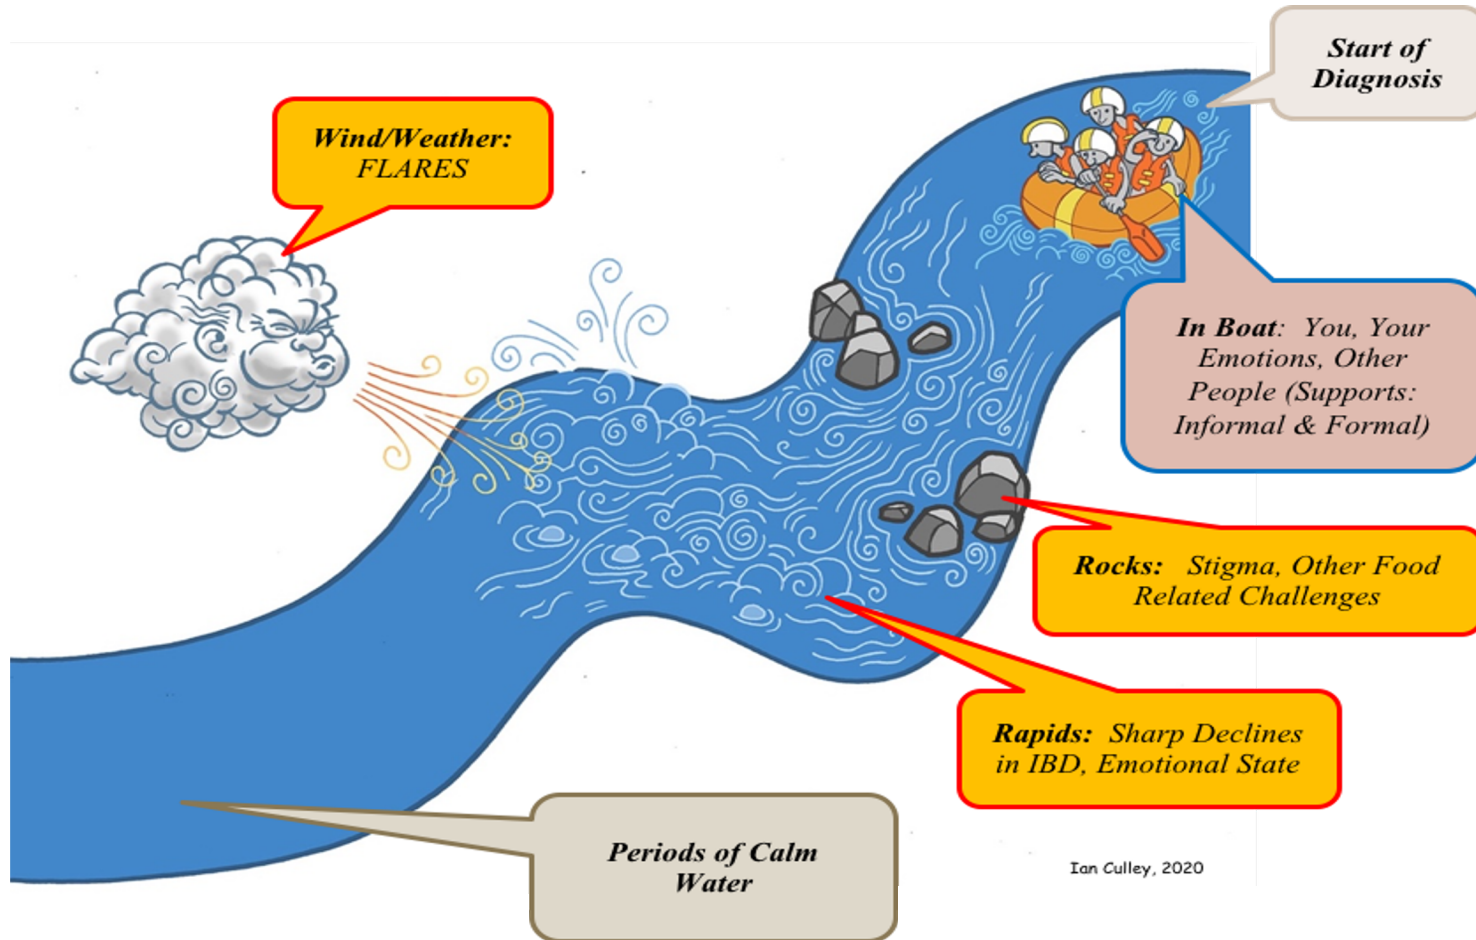 Start of
Diagnosis
Wind/Weather:
FLARES
In Boat: You, Your
Emotions, Other
People (Supports:
Informal & Formal)
Rocks: Stigma, Other Food
Related Challenges
Rapids: Sharp Declines
in IBD, Emotional State
Periods of Calm
Water
Ian Culley, 2020